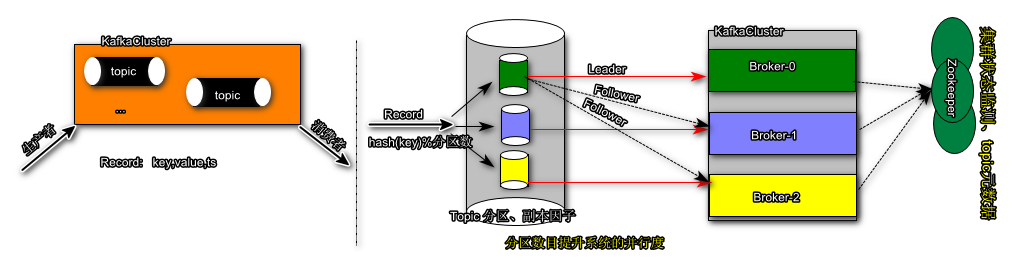 KafkaCluster
topic
topic
...
生产者
消费者
Record: key,value,ts
Record
hash(key)%分区数
Topic 分区、副本因子
分区数目提升系统的并行度
Leader
Follower
Follower
KafkaCluster
Broker-0
Broker-1
Broker-2
Zookeeper
集群状态监测、topic元数据